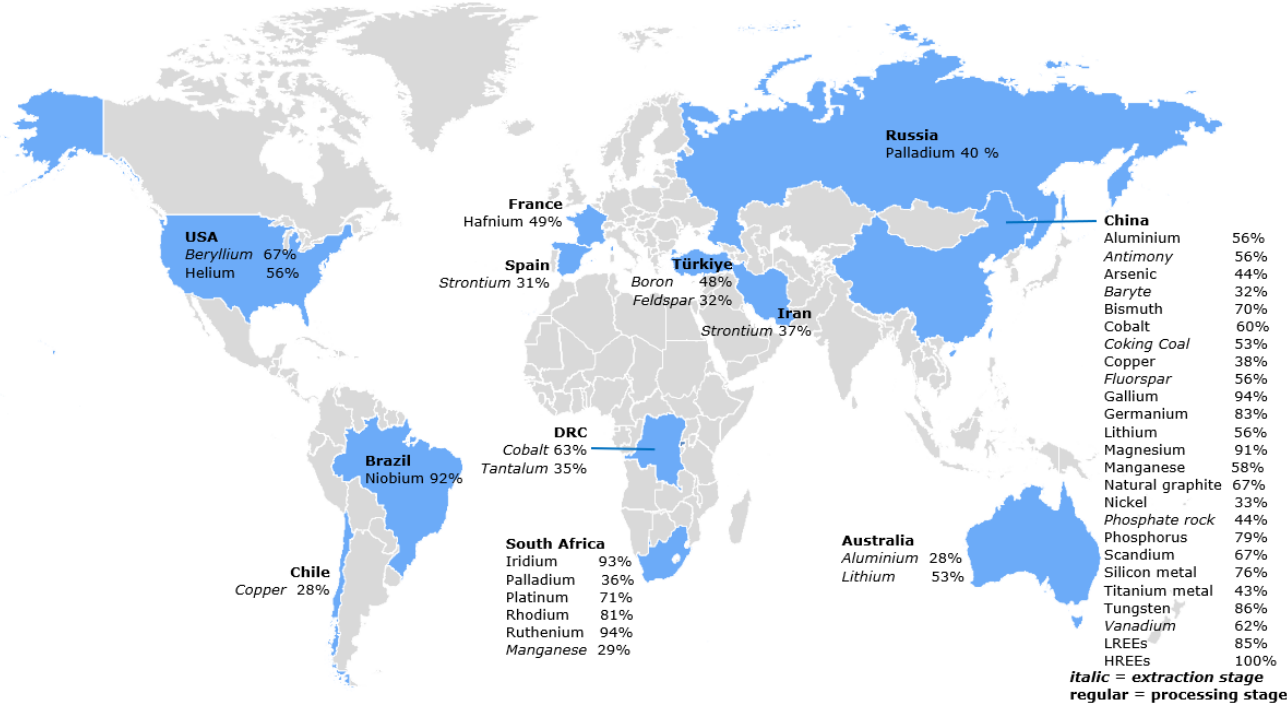 Russia
Palladium 40 %
France
Hafnium 49%
USA
Beryllium 67%
Helium 56%
Spain
Strontium 31%
Türkiye
Boron 48%
Feldspar 32%
Iran
Strontium 37%
China
Aluminium 56%
Antimony 56%
Arsenic 44%
Baryte 32%
Bismuth 70%
Cobalt 60%
Coking Coal 53%
Copper 38%
Fluorspar 56%
Gallium 94%
Germanium 83%
Lithium 56%
Magnesium 91%
Manganese 58%
Natural graphite 67%
Nickel 33%
Phosphate rock 44%
Phosphorus 79%
Scandium 67%
Silicon metal 76%
Titanium metal 43%
Tungsten 86%
Vanadium 62%
LREEs 85%
HREEs 100%
DRC
Cobalt 63%
Tantalum 35%
Brazil
Niobium 92%
Chile
Copper 28%
South Africa
Iridium 93%
Palladium 36%
Platinum 71%
Rhodium 81%
Ruthenium 94%
Manganese 29%
Australia
Aluminium 28%
Lithium 53%
italic = extraction stage
regular = processing stage